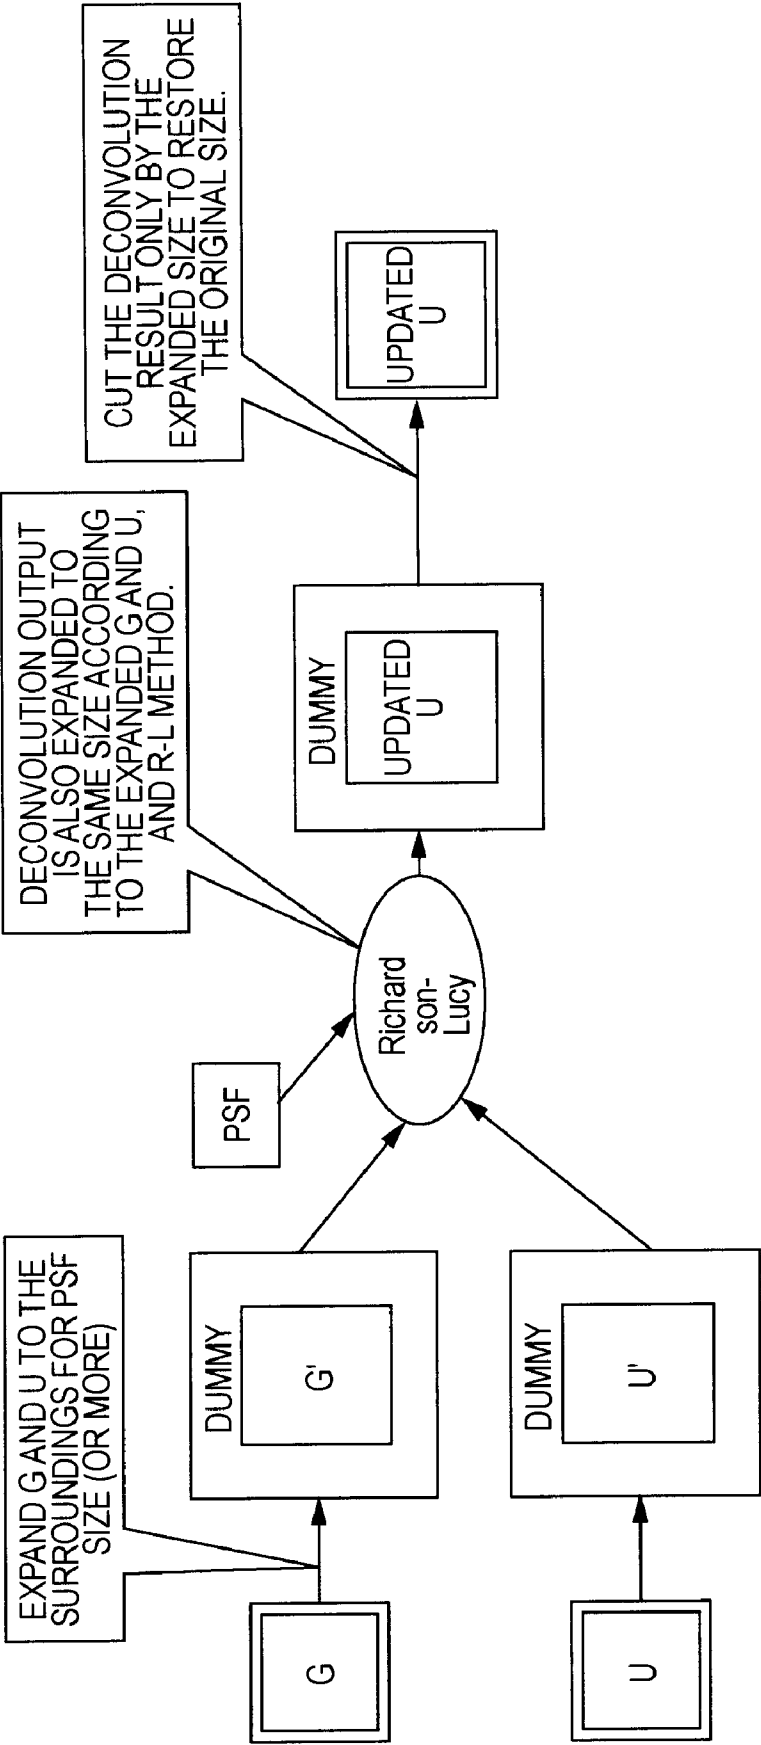 EXPAND G AND U TO THE
SURROUNDINGS FOR PSF
SIZE (OR MORE)
G
DUMMY
G'
U
DUMMY
U'
PSF
Richard
son-
Lucy
DECONVOLUTION OUTPUT
IS ALSO EXPANDED TO
THE SAME SIZE ACCORDING
TO THE EXPANDED G AND U,
AND R-L METHOD.
DUMMY
UPDATED
U
CUT THE DECONVOLUTION
RESULT ONLY BY THE
EXPANDED SIZE TO RESTORE
THE ORIGINAL SIZE.
UPDATED
U